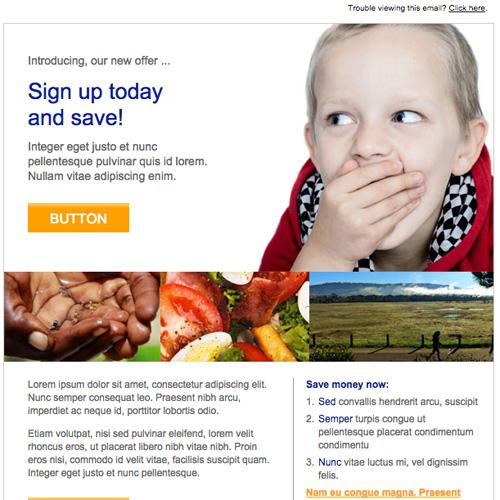 Trouble viewing this email? Click here.
Introducing, our new offer ...
Sign up today
and save!
Integer eget justo et nunc
pellentesque pulvinar quis id lorem.
Nullam vitae adipiscing enim.
BUTTON
Lorem ipsum dolor sit amet, consectetur adipiscing elit.
Nunc semper consequat leo. Praesent nibh arcu,
imperdiet ac neque id, porttitor lobortis odio.
Etiam volutpat, nisi sed pulvinar eleifend, lorem velit
rhoncus eros, ut placerat libero nibh vitae nibh. Proin
eros nisi, commodo id velit vitae, facilisis suscipit quam.
Integer eget justo et nunc pellentesque.
Save money now:
1. Sed convallis hendrerit arcu, suscipit
2. Semper turpis congue ut
pellentesque placerat condimentum
condimentu
3. Nunc vitae luctus mi, vel dignissim
felis.
Nam eu congue magna. Praesent